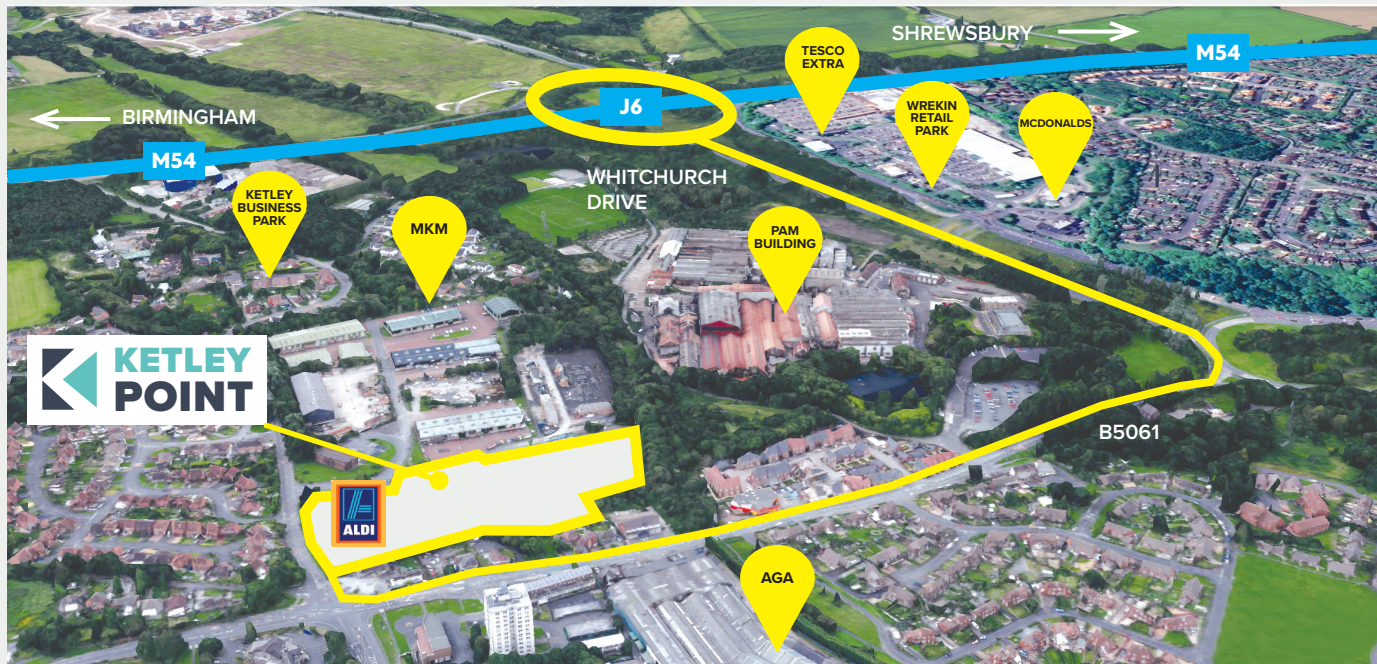 SHREWSBURY
M54
TESCO
EXTRA
J6
WREKIN
RETAIL
PARK
MCDONALDS
BIRMINGHAM
M54
WHITCHURCH
DRIVE
KETLEY
BUSINESS
PARK
MKM
PAM
BUILDING
KETLEY
POINT
B5061
ALDI
AGA